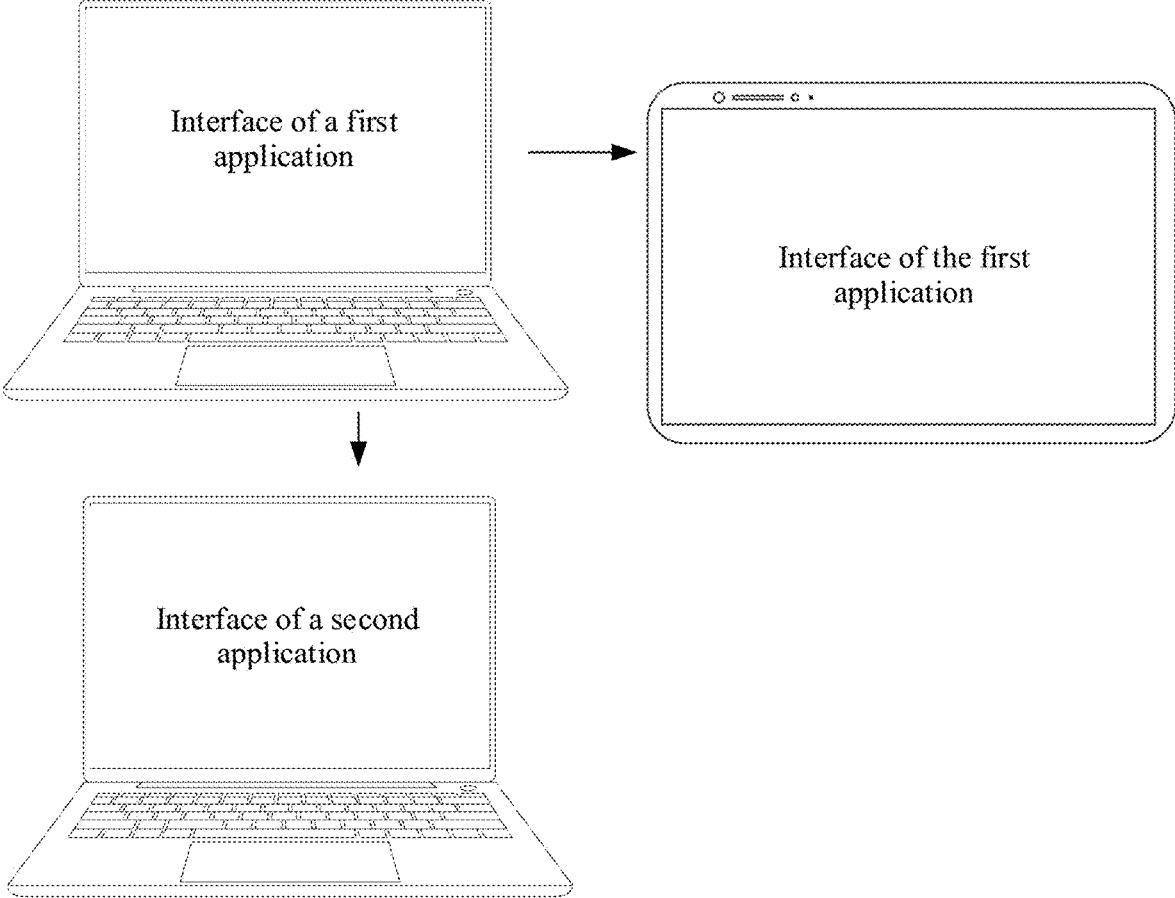 Interface of a first
application
Interface of the first
application
Interface of a second
application